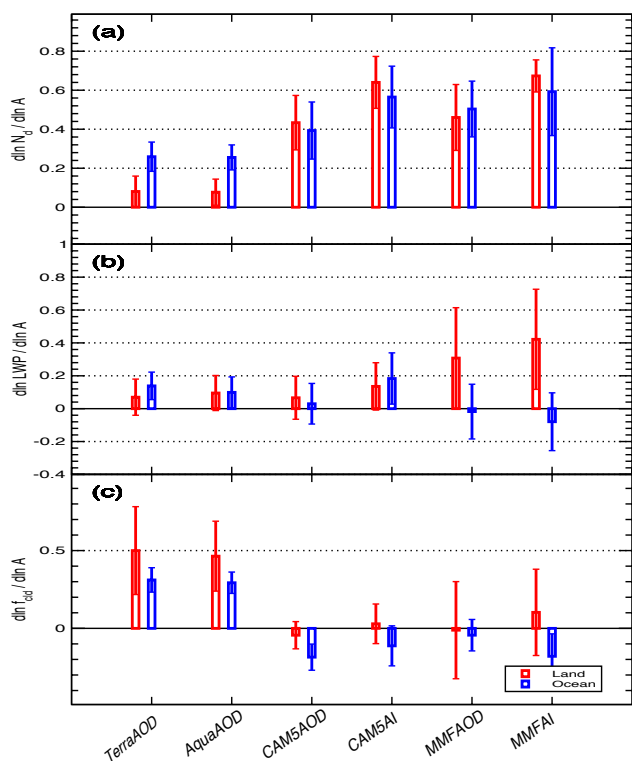 (a)
0.8
0.6
0.4
0.2
0
dln N_d / dln A
1
(b)
0.8
0.6
0.4
0.2
0
-0.2
-0.4
dln LWP / dln A
(c)
0.5
0
dln f_cld / dln A
Land
Ocean
TerraAOD
AquaAOD
CAM5AOD
CAM5AI
MMFAOD
MMFAI